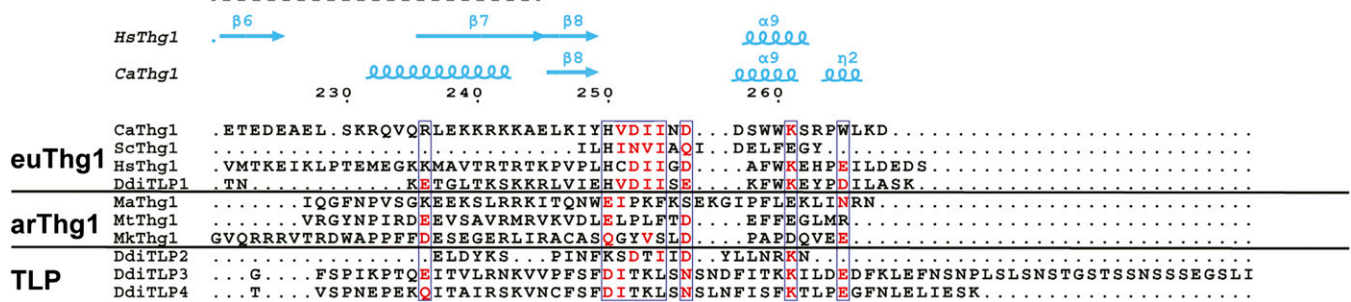 β6 β7 β8 α9
HsThg1
CaThg1 β8 α9 η2
230 240 250 260
CaThg1 .ETEDEAEL.SKRQVQRLEKKRKKAELKIYHVDIIND...DSWWKSRPWLKD............................
ScThg1 ............................ILHINVIAQI..DELFEGY.................................
euThg1
HsThg1 .VMTKEIKLPTEMEGKKMAVTRTRTKPVPLHCDIIGD....AFWKEHPEILDEDS.........................
DdiTLP1 .TN............KETGLTKSKKRLVIEHVDIISE....KFWKEYPDILASK..........................
MaThg1 .......IQGFNPVSGKEEKSLRRKITQNWEIPKFKSEKGIPFLEKLINRN.............................
arThg1
MtThg1 .......VRGYNPIRDEEVSAVRMRVKVDLELPLFTD....EFFEGLMR...............................
MkThg1 GVQRRRVTRDWAPPFFDESEGERLIRACASQGYVSLD....PAPDQVEE...............................
DdiTLP2 .................ELDYKS...PINFKSDTIID..YLLNRKN..................................
TLP
DdiTLP3 ...G....FSPIKPTQEITVLRNKVVPFSFDITKLSNSNDFITKKILDEDFKLEFNSNPLSLSNSTGSTSSNSSSEGSLI
DdiTLP4 ...T....VSPNEPEKQITAIRSKVNCFSFDITKLSNSLNFISFKTLPEGFNLELIESK.....................